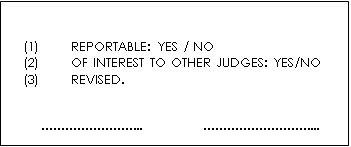 (1) REPORTABLE: YES / NO
(2) OF INTEREST TO OTHER JUDGES: YES/NO
(3) REVISED.
……………………..  ………………………...